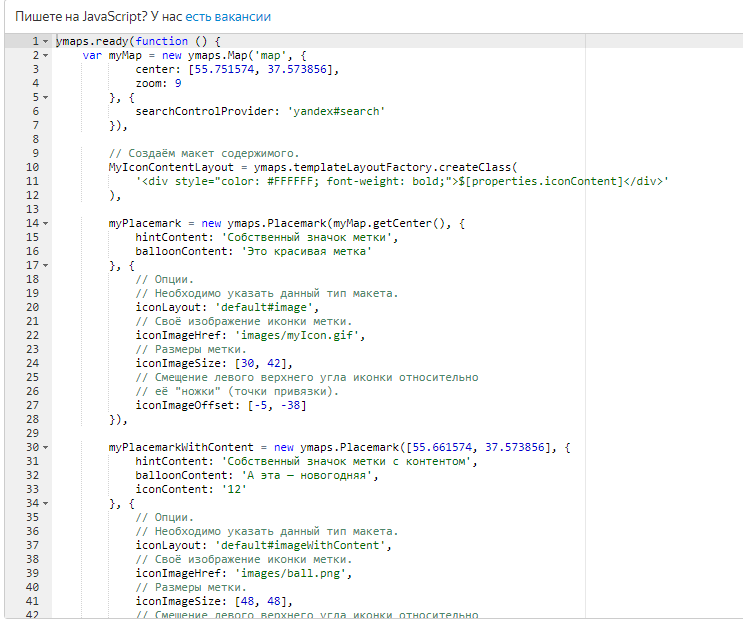 Пишете на JavaScript? У нас есть вакансии
1 ymaps.ready(function () {
2 var myMap = new ymaps.Map('map', {
3 center: [55.751574, 37.573856],
4 zoom: 9
5 }, {
6 searchControlProvider: 'yandex#search'
7 }),
8
9 // Создаём макет содержимого.
10 MyIconContentLayout = ymaps.templateLayoutFactory.createClass(
11 '<div style="color: #FFFFFF; font-weight: bold;">$[properties.iconContent]</div>'
12 ),
13
14 myPlacemark = new ymaps.Placemark(myMap.getCenter(), {
15 hintContent: 'Собственный значок метки',
16 balloonContent: 'Это красивая метка'
17 }, {
18 // Опции.
19 // Необходимо указать данный тип макета.
20 iconLayout: 'default#image',
21 // Своё изображение иконки метки.
22 iconImageHref: 'images/myIcon.gif',
23 // Размеры метки.
24 iconImageSize: [30, 42],
25 // Смещение левого верхнего угла иконки относительно
26 // её "ножки" (точки привязки).
27 iconImageOffset: [-5, -38]
28 }),
29
30 myPlacemarkWithContent = new ymaps.Placemark([55.661574, 37.573856], {
31 hintContent: 'Собственный значок метки с контентом',
32 balloonContent: 'А эта — новогодняя',
33 iconContent: '12'
34 }, {
35 // Опции.
36 // Необходимо указать данный тип макета.
37 iconLayout: 'default#imageWithContent',
38 // Своё изображение иконки метки.
39 iconImageHref: 'images/ball.png',
40 // Размеры метки.
41 iconImageSize: [48, 48],
42 // Смещение левого верхнего угла иконки относительно